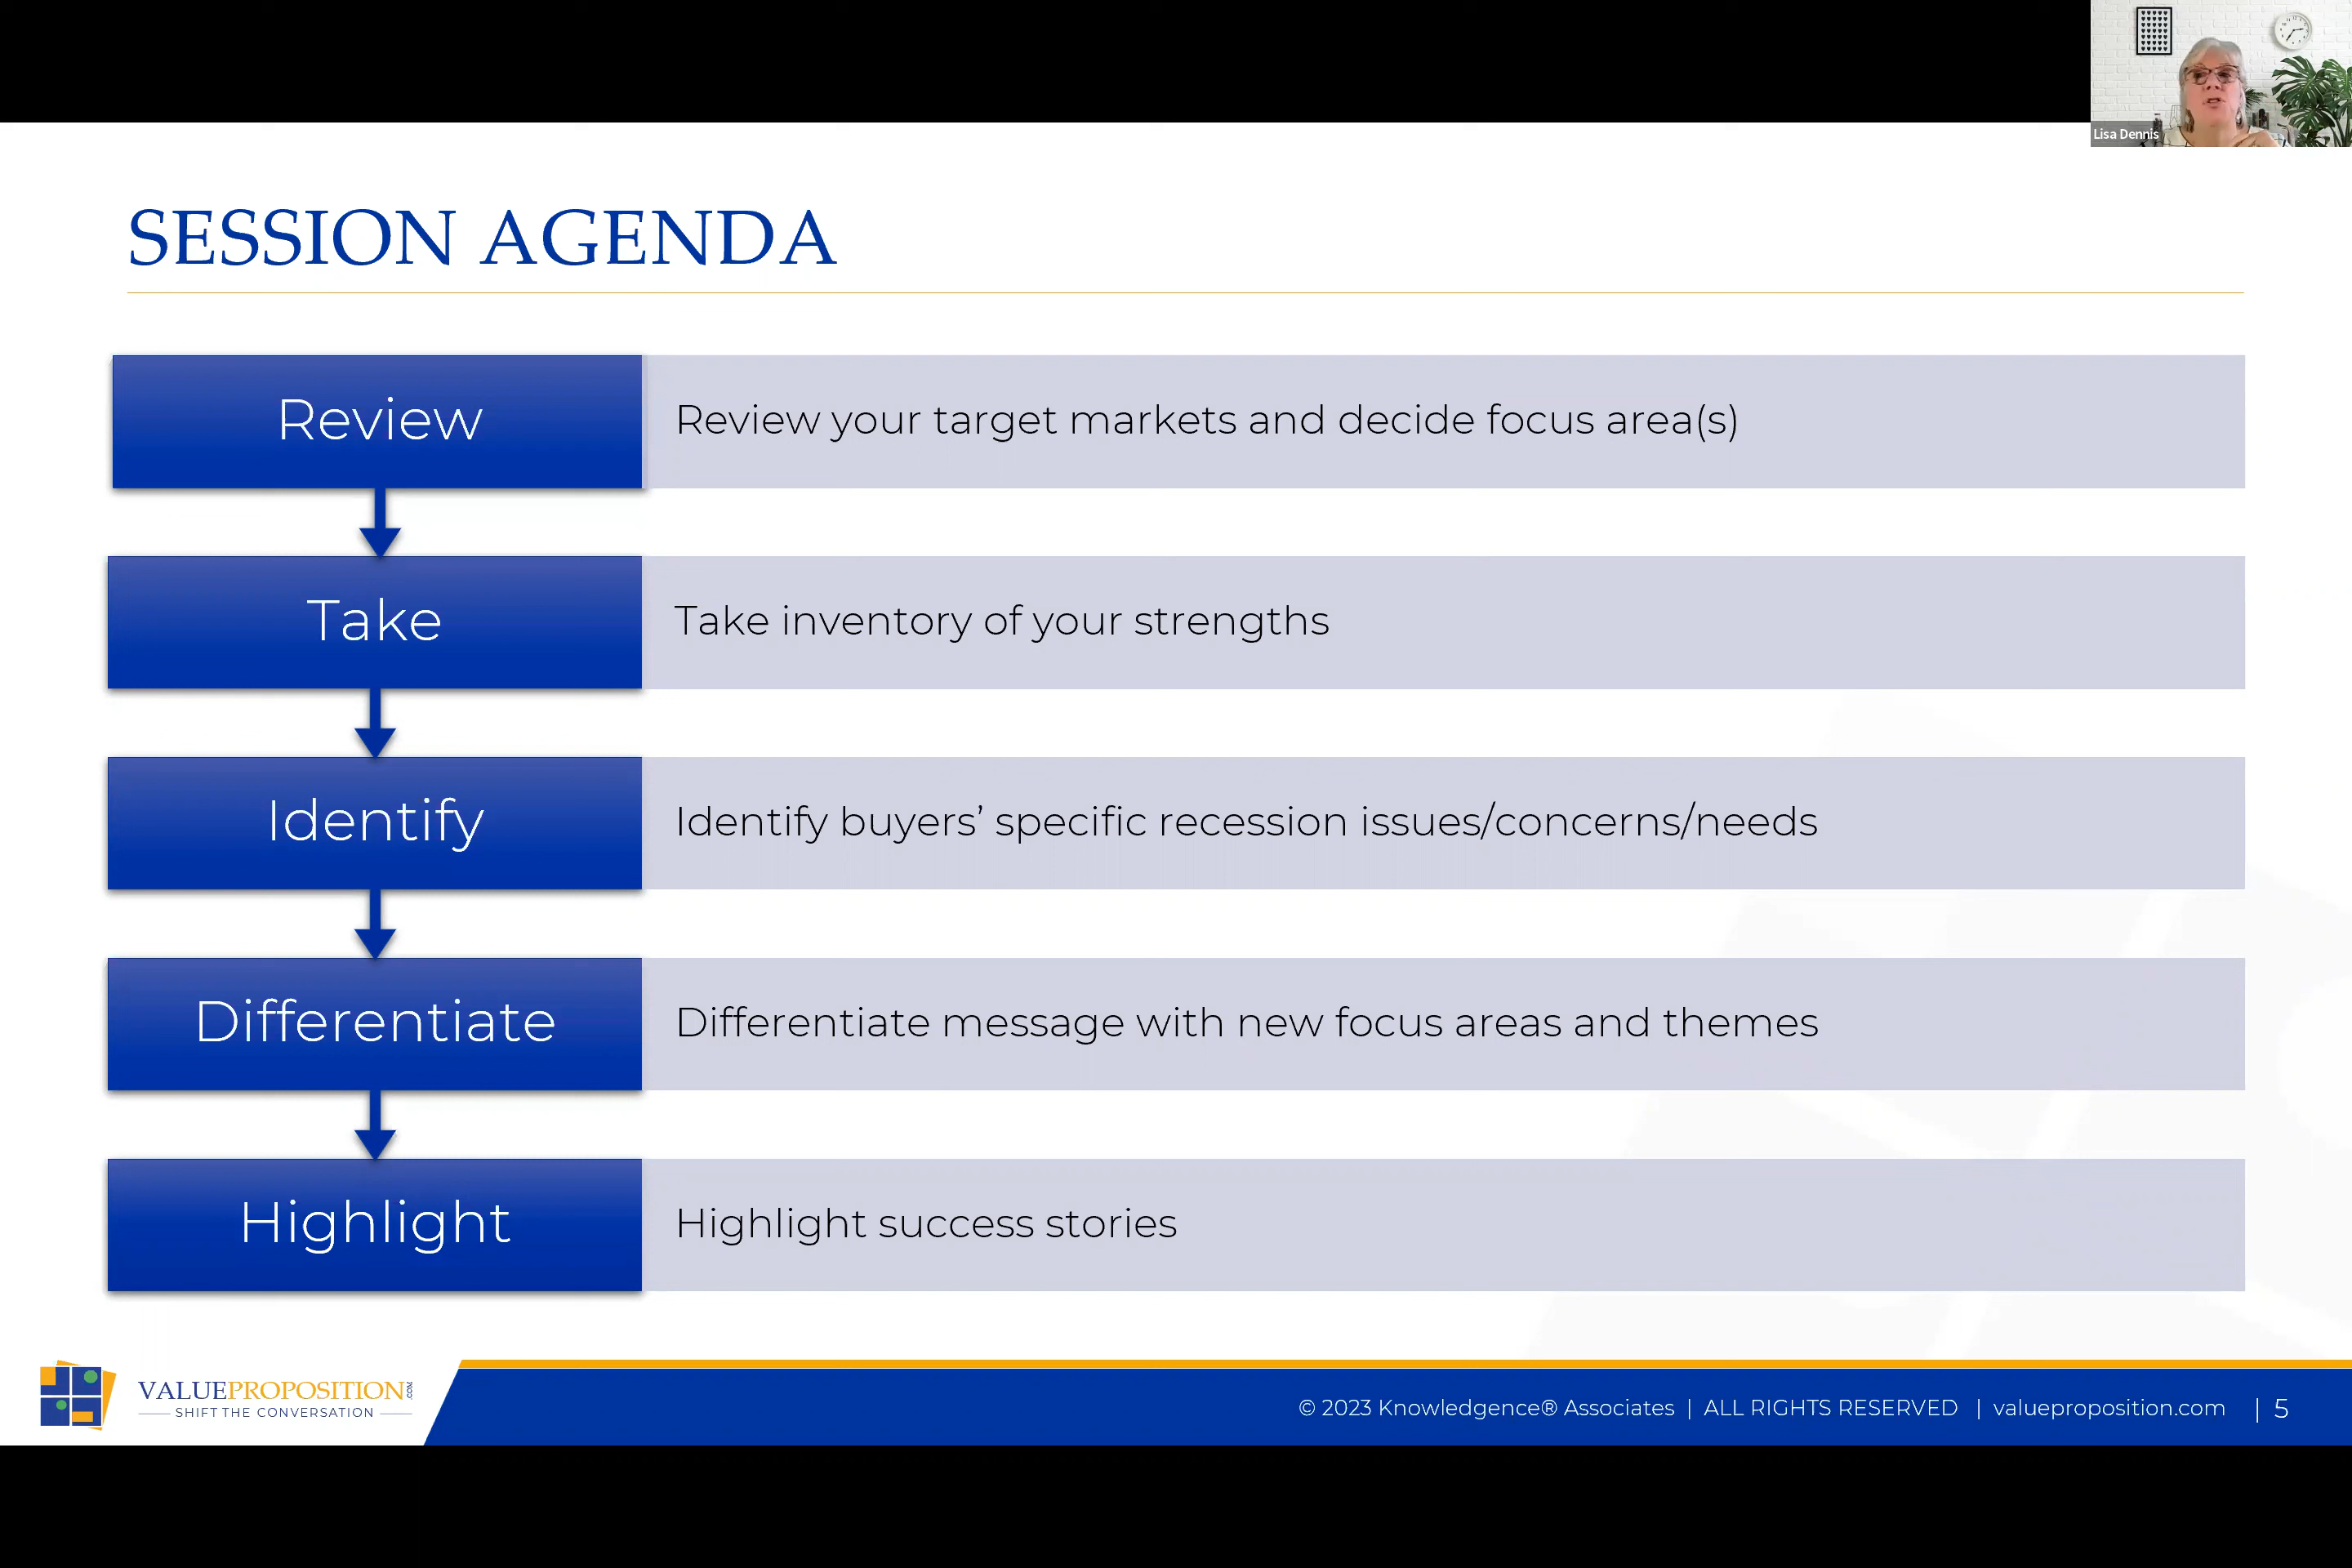 Lisa Dennis
SESSION AGENDA
Review
Review your target markets and decide focus area(s)
Take
Take inventory of your strengths
Identify
Identify buyers’ specific recession issues/concerns/needs
Differentiate
Differentiate message with new focus areas and themes
Highlight
Highlight success stories
VALUEPROPOSITION.COM
SHIFT THE CONVERSATION
© 2023 Knowledgence® Associates | ALL RIGHTS RESERVED | valueproposition.com | 5